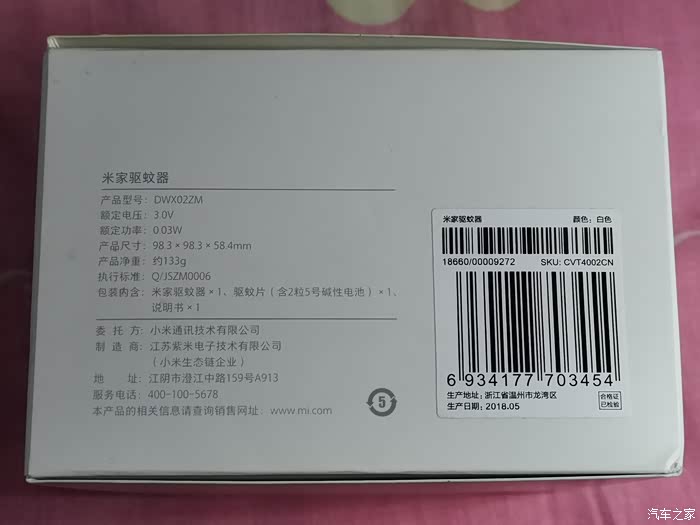 米家驱蚊器
产品型号: DWX02ZM
额定电压: 3.0V
额定功率: 0.03W
产品尺寸: 98.3 × 98.3 × 58.4mm
产品净重: 约133g
执行标准: Q/JSZM0006
包装内含: 米家驱蚊器 × 1、驱蚊片(含2粒5号碱性电池) × 1、
说明书 × 1
委 托 方: 小米通讯技术有限公司
制 造 商: 江苏紫米电子技术有限公司
(小米生态链企业)
地 址: 江阴市澄江中路159号A913
服务电话: 400-100-5678
本产品的相关信息请查询销售网址: www.mi.com
5
米家驱蚊器 颜色: 白色
18660/00009272 SKU: CVT4002CN
6 934177 703454
生产地址: 浙江省温州市龙湾区
生产日期: 2018.05
合格证
已检验
汽车之家